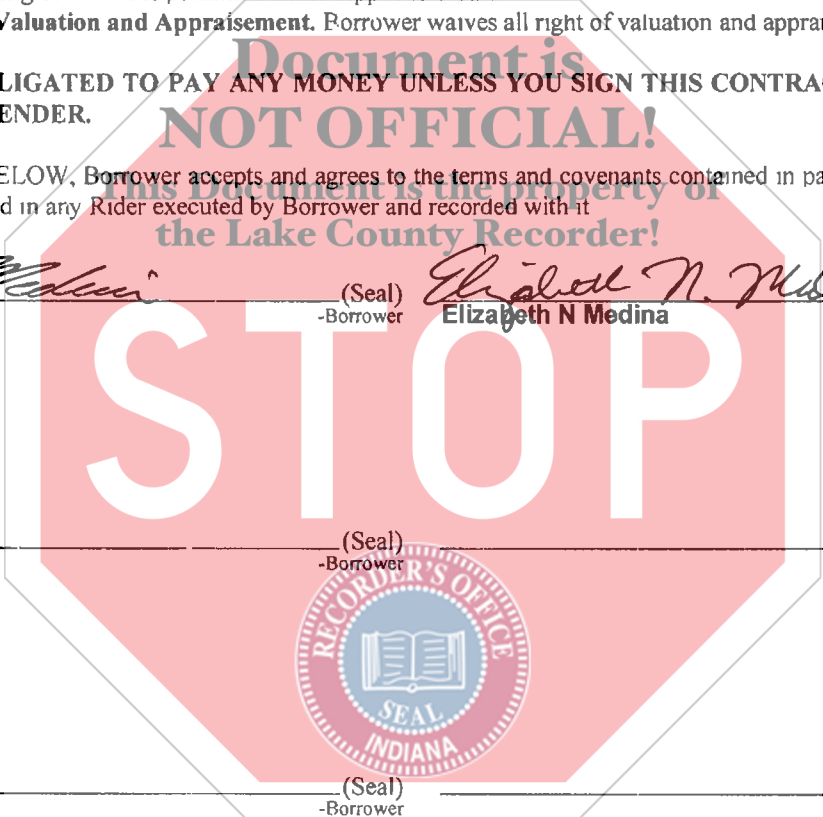 Valuation and Appraisement. Borrower waives all right of valuation and appra
Document is
LIGATED TO PAY ANY MONEY UNLESS YOU SIGN THIS CONTRA
ENDER.
NOT OFFICIAL!
ELOW, Borrower accepts and agrees to the terms and covenants contained in pa
This Document is the property of
d in any Rider executed by Borrower and recorded with it
the Lake County Recorder!
(Seal) Elizabeth N. Med
-Borrower Elizabeth N Medina
STOP
(Seal)
-Borrower
RECORDER'S OFFICE
SEAL
INDIANA
(Seal)
-Borrower